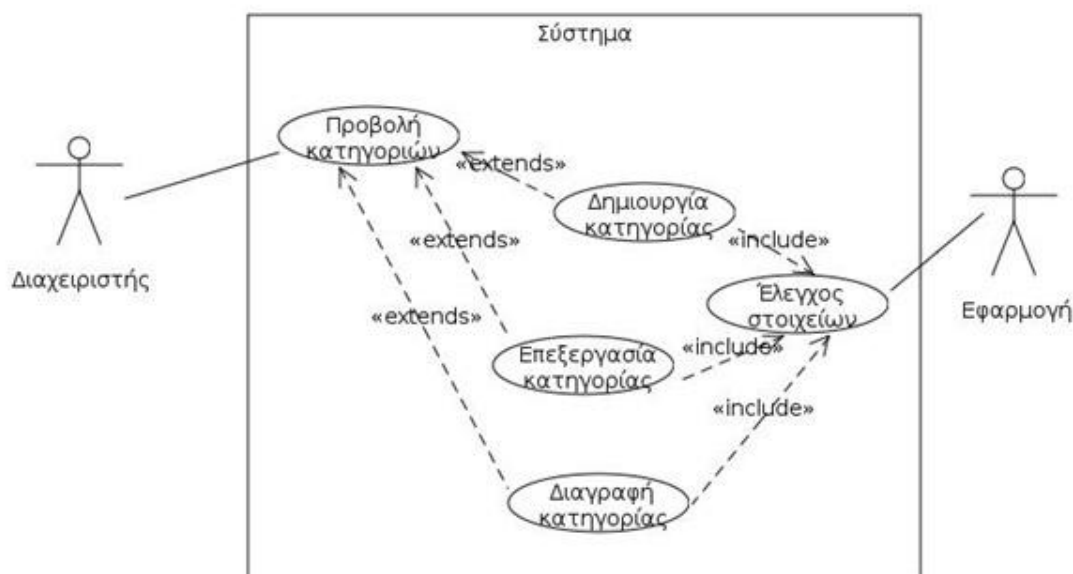 Σύστημα
Προβολή
κατηγοριών
«extends»
Δημιουργία
κατηγορίας
«extends»
«include»
Διαχειριστής
Έλεγχος
στοιχείων
Εφαρμογή
«extends»
Επεξεργασία
κατηγορίας
«include»
«include»
Διαγραφή
κατηγορίας